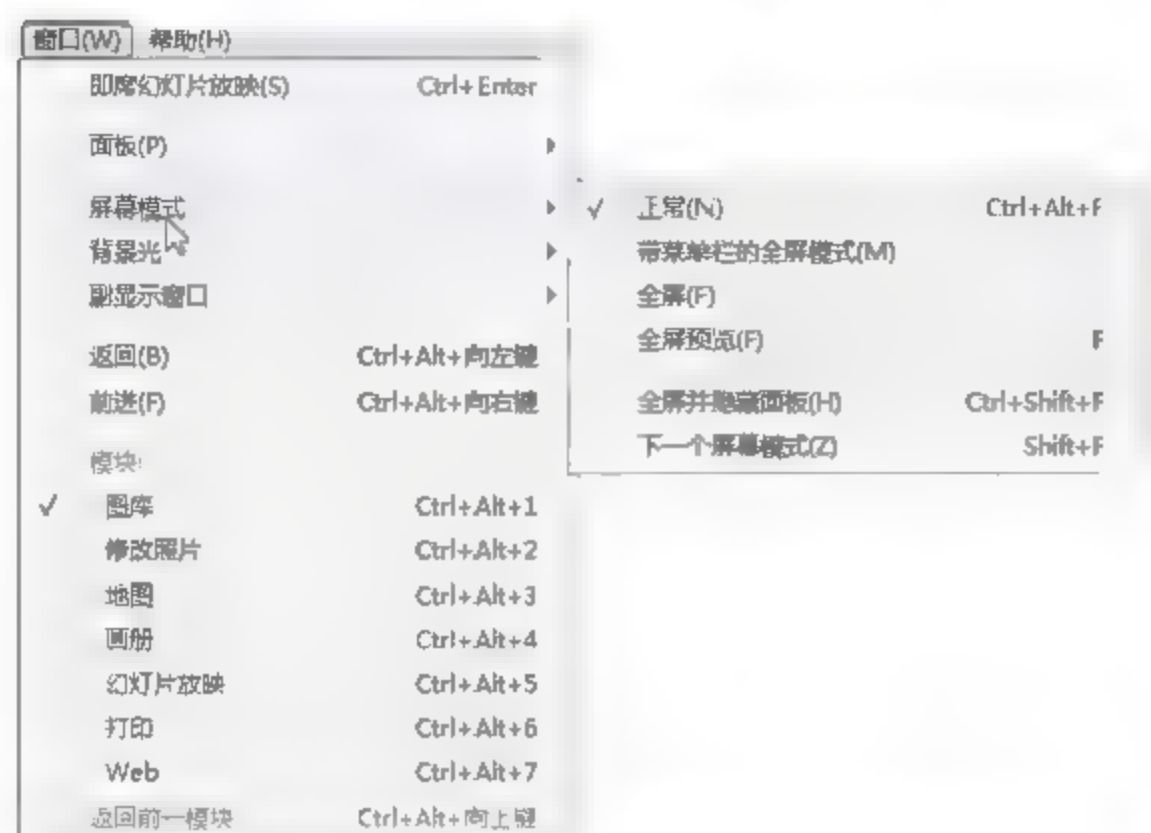 窗口(W) 帮助(H)
即席幻灯片放映(S) Ctrl+Enter
面板(P)
屏幕模式
背景光
副显示窗口
返回(B) Ctrl+Alt+向左键
前进(F) Ctrl+Alt+向右键
模块:
✓ 图库 Ctrl+Alt+1
修改照片 Ctrl+Alt+2
地图 Ctrl+Alt+3
画册 Ctrl+Alt+4
幻灯片放映 Ctrl+Alt+5
打印 Ctrl+Alt+6
Web Ctrl+Alt+7
返回前一模块 Ctrl+Alt+向上键
✓ 正常(N) Ctrl+Alt+F
带菜单栏的全屏模式(M)
全屏(F)
全屏预览(F) F
全屏并隐藏面板(H) Ctrl+Shift+F
下一个屏幕模式(Z) Shift+F